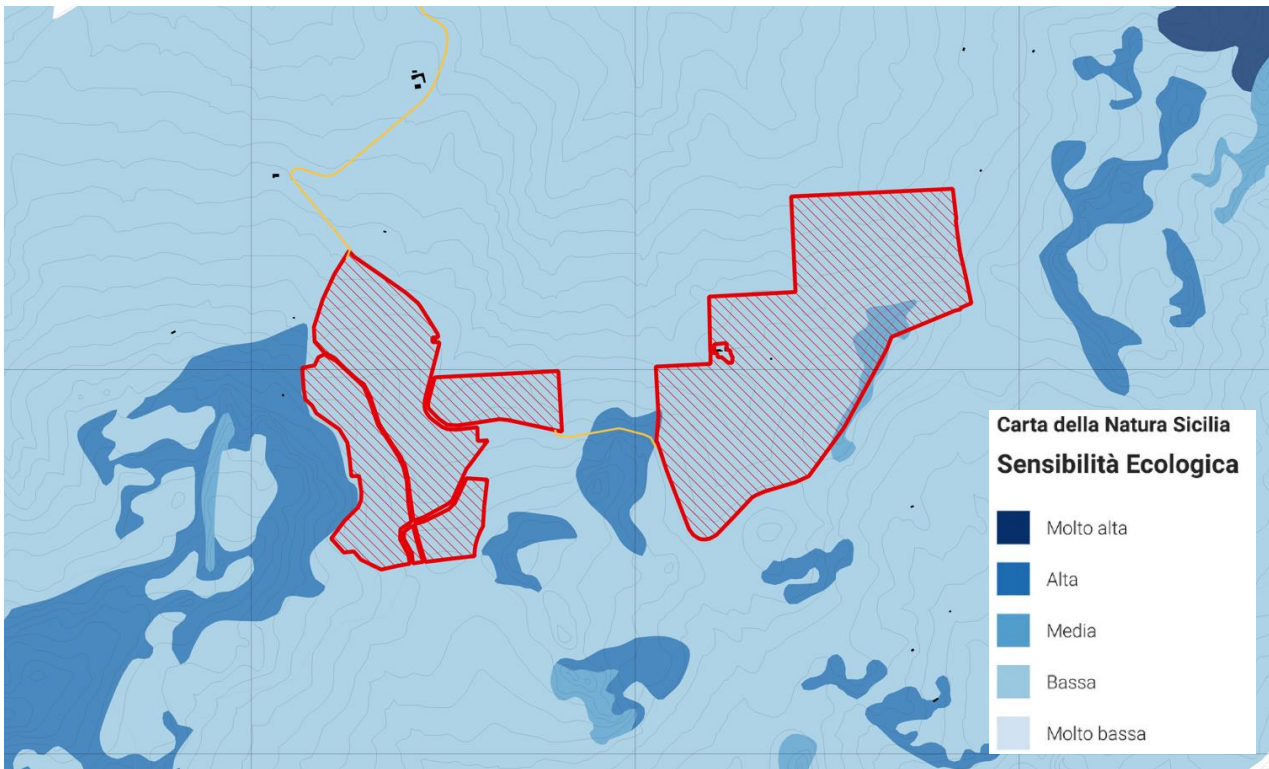 Carta della Natura Sicilia
Sensibilità Ecologica
Molto alta
Alta
Media
Bassa
Molto bassa